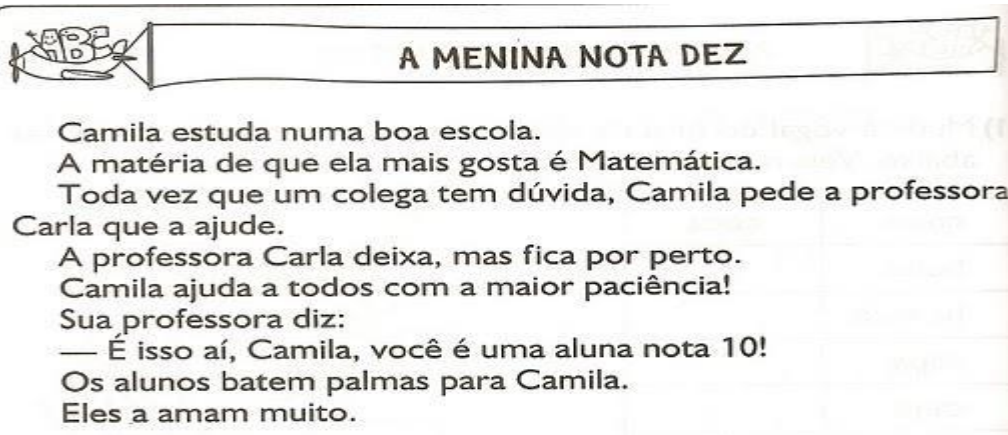 ABC
A MENINA NOTA DEZ
Camila estuda numa boa escola.
A matéria de que ela mais gosta é Matemática.
Toda vez que um colega tem dúvida, Camila pede a professora
Carla que a ajude.
A professora Carla deixa, mas fica por perto.
Camila ajuda a todos com a maior paciência!
Sua professora diz:
— É isso aí, Camila, você é uma aluna nota 10!
Os alunos batem palmas para Camila.
Eles a amam muito.